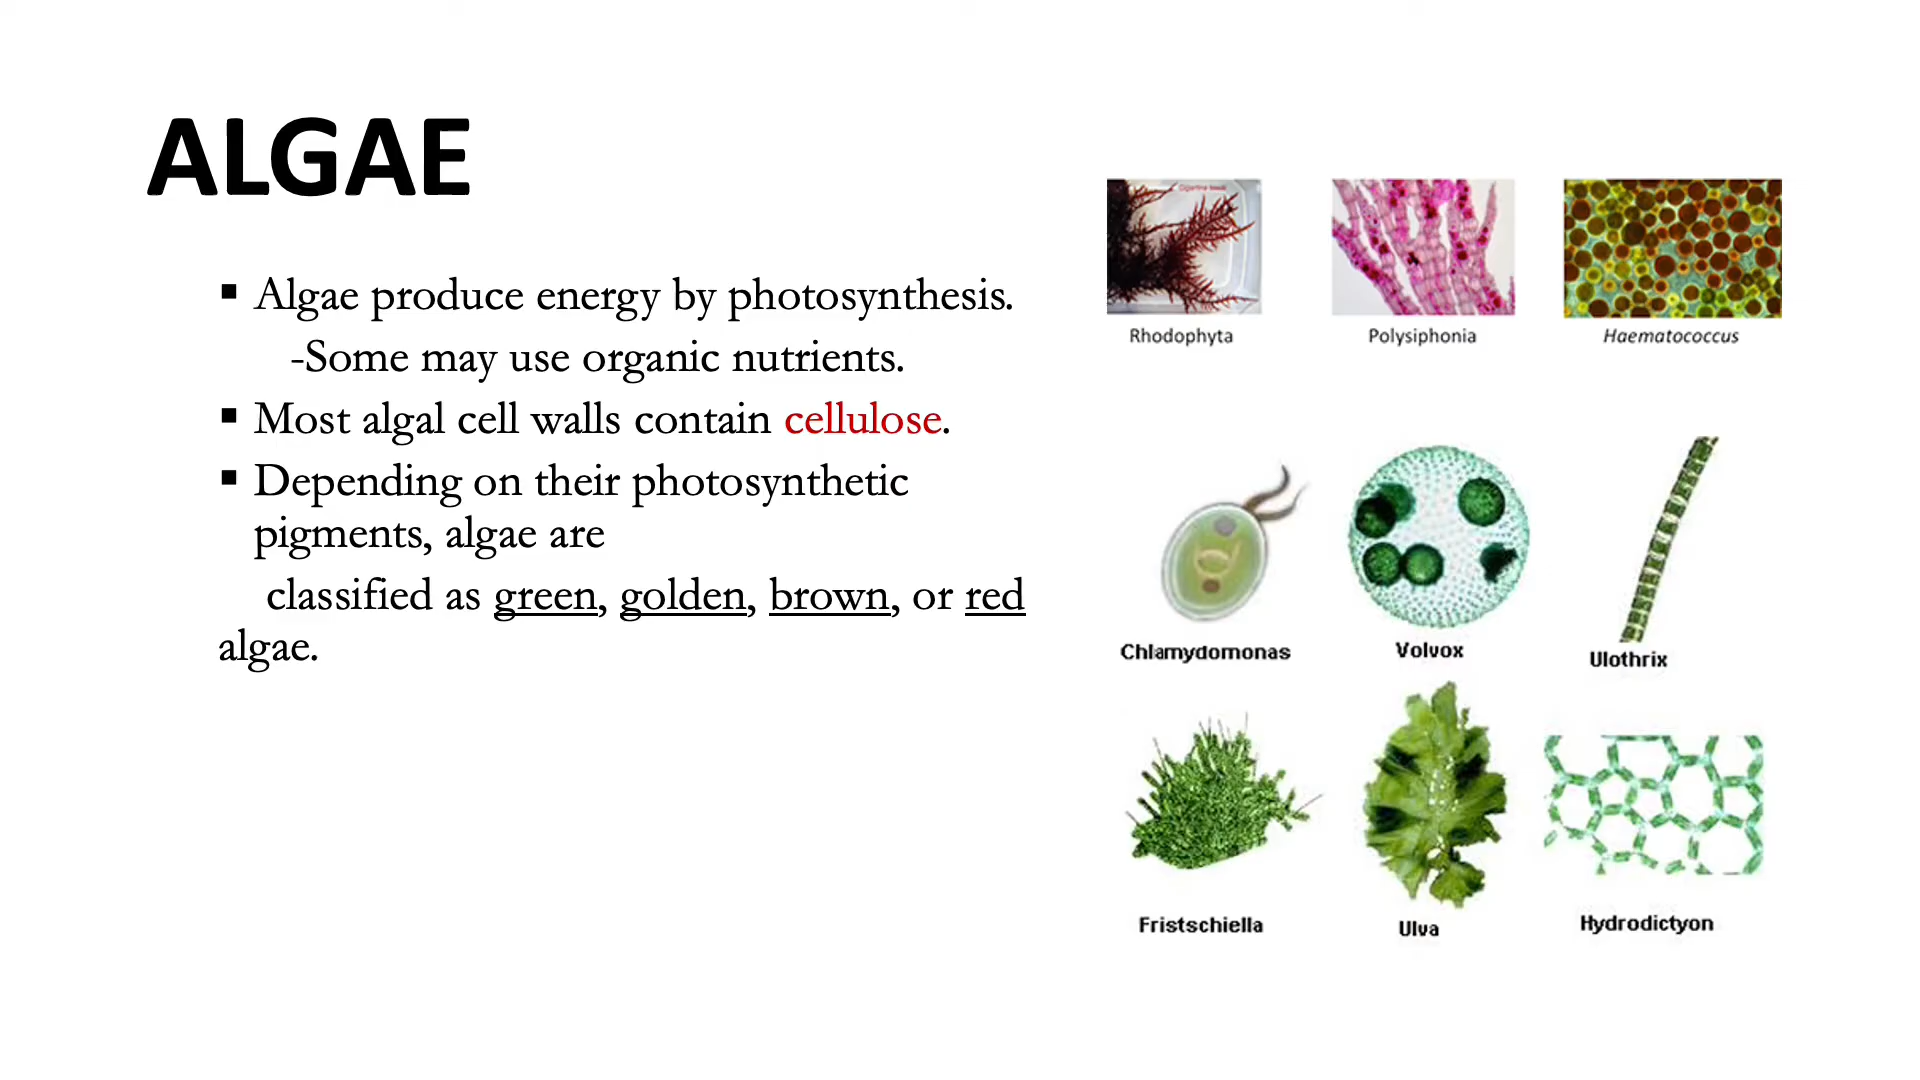 ALGAE
▪ Algae produce energy by photosynthesis.
-Some may use organic nutrients.
▪ Most algal cell walls contain cellulose.
▪ Depending on their photosynthetic
pigments, algae are
classified as green, golden, brown, or red
algae.
Rhodophyta
Polysiphonia
Haematococcus
Chlamydomonas
Volvox
Ulothrix
Fristschiella
Ulva
Hydrodictyon